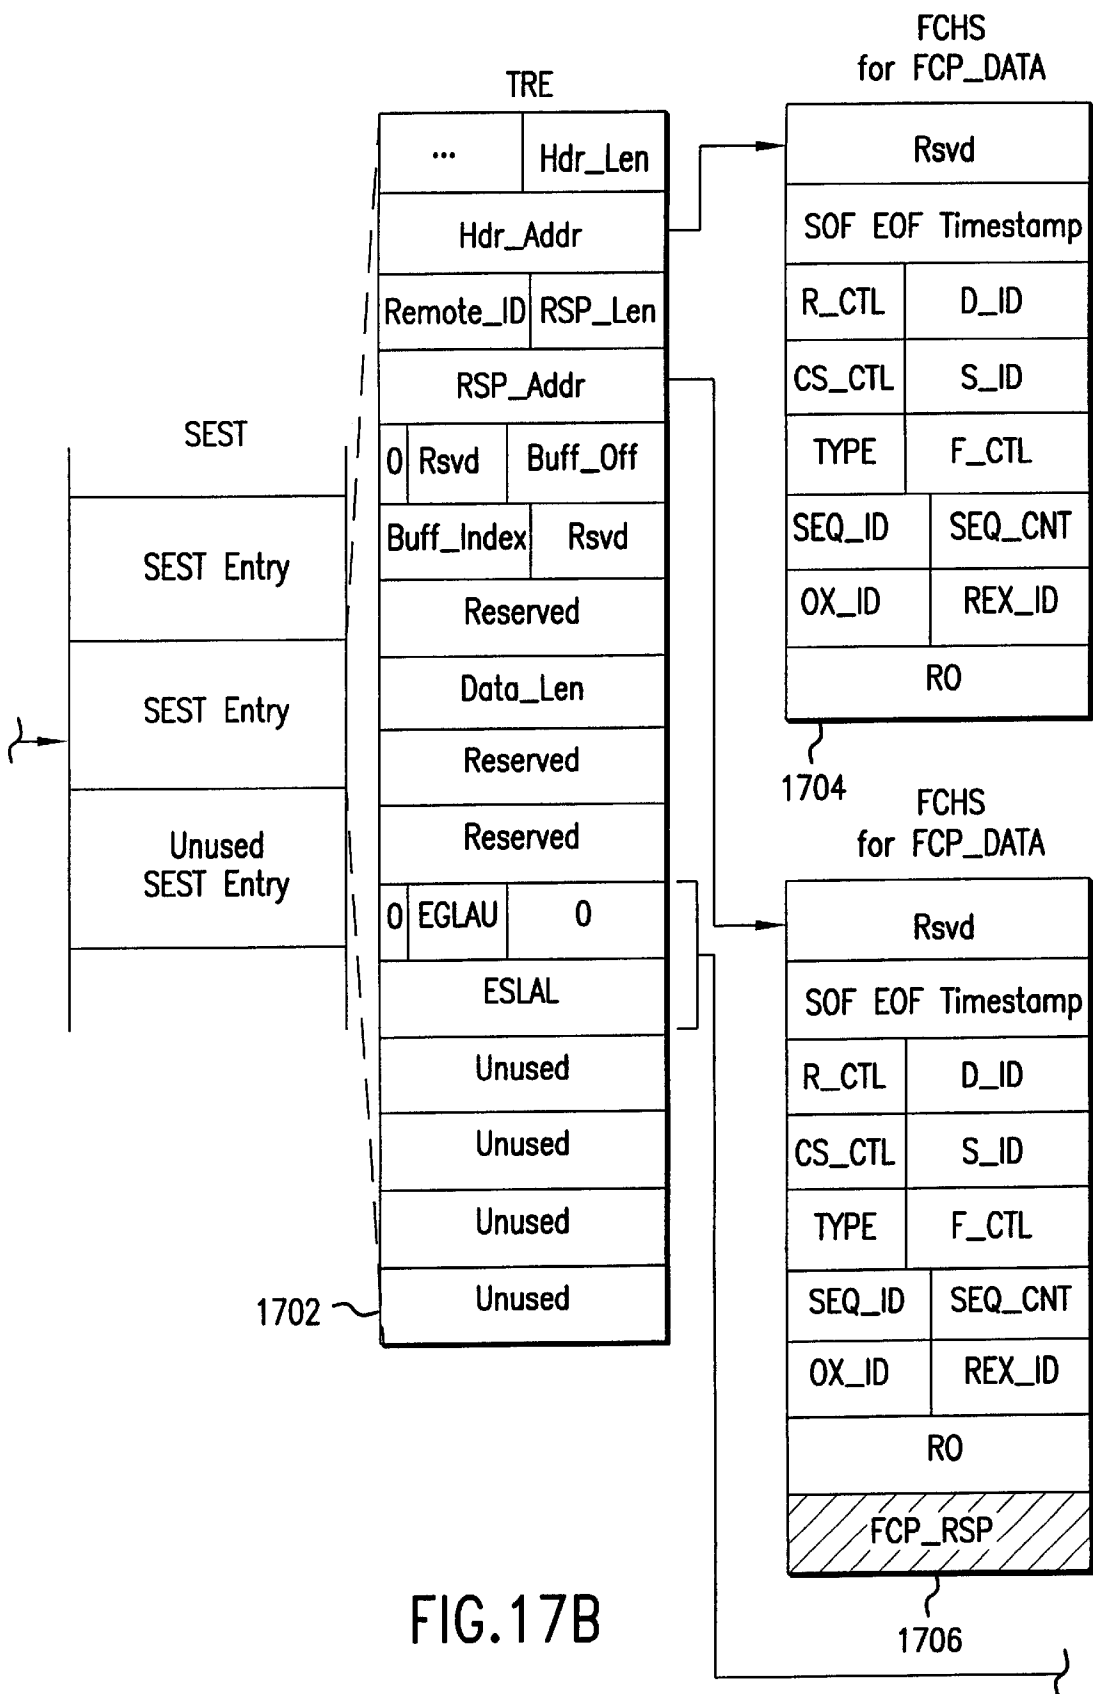 FCHS
for FCP_DATA
TRE
... Hdr_Len
Hdr_Addr
Remote_ID RSP_Len
RSP_Addr
0 Rsvd Buff_Off
Buff_Index Rsvd
Reserved
Data_Len
Reserved
Reserved
0 EGLAU 0
ESLAL
Unused
Unused
Unused
Unused
1702
SEST
SEST Entry
SEST Entry
Unused
SEST Entry
Rsvd
SOF EOF Timestamp
R_CTL D_ID
CS_CTL S_ID
TYPE F_CTL
SEQ_ID SEQ_CNT
OX_ID REX_ID
RO
1704
FCHS
for FCP_DATA
Rsvd
SOF EOF Timestamp
R_CTL D_ID
CS_CTL S_ID
TYPE F_CTL
SEQ_ID SEQ_CNT
OX_ID REX_ID
RO
FCP_RSP
1706
FIG.17B